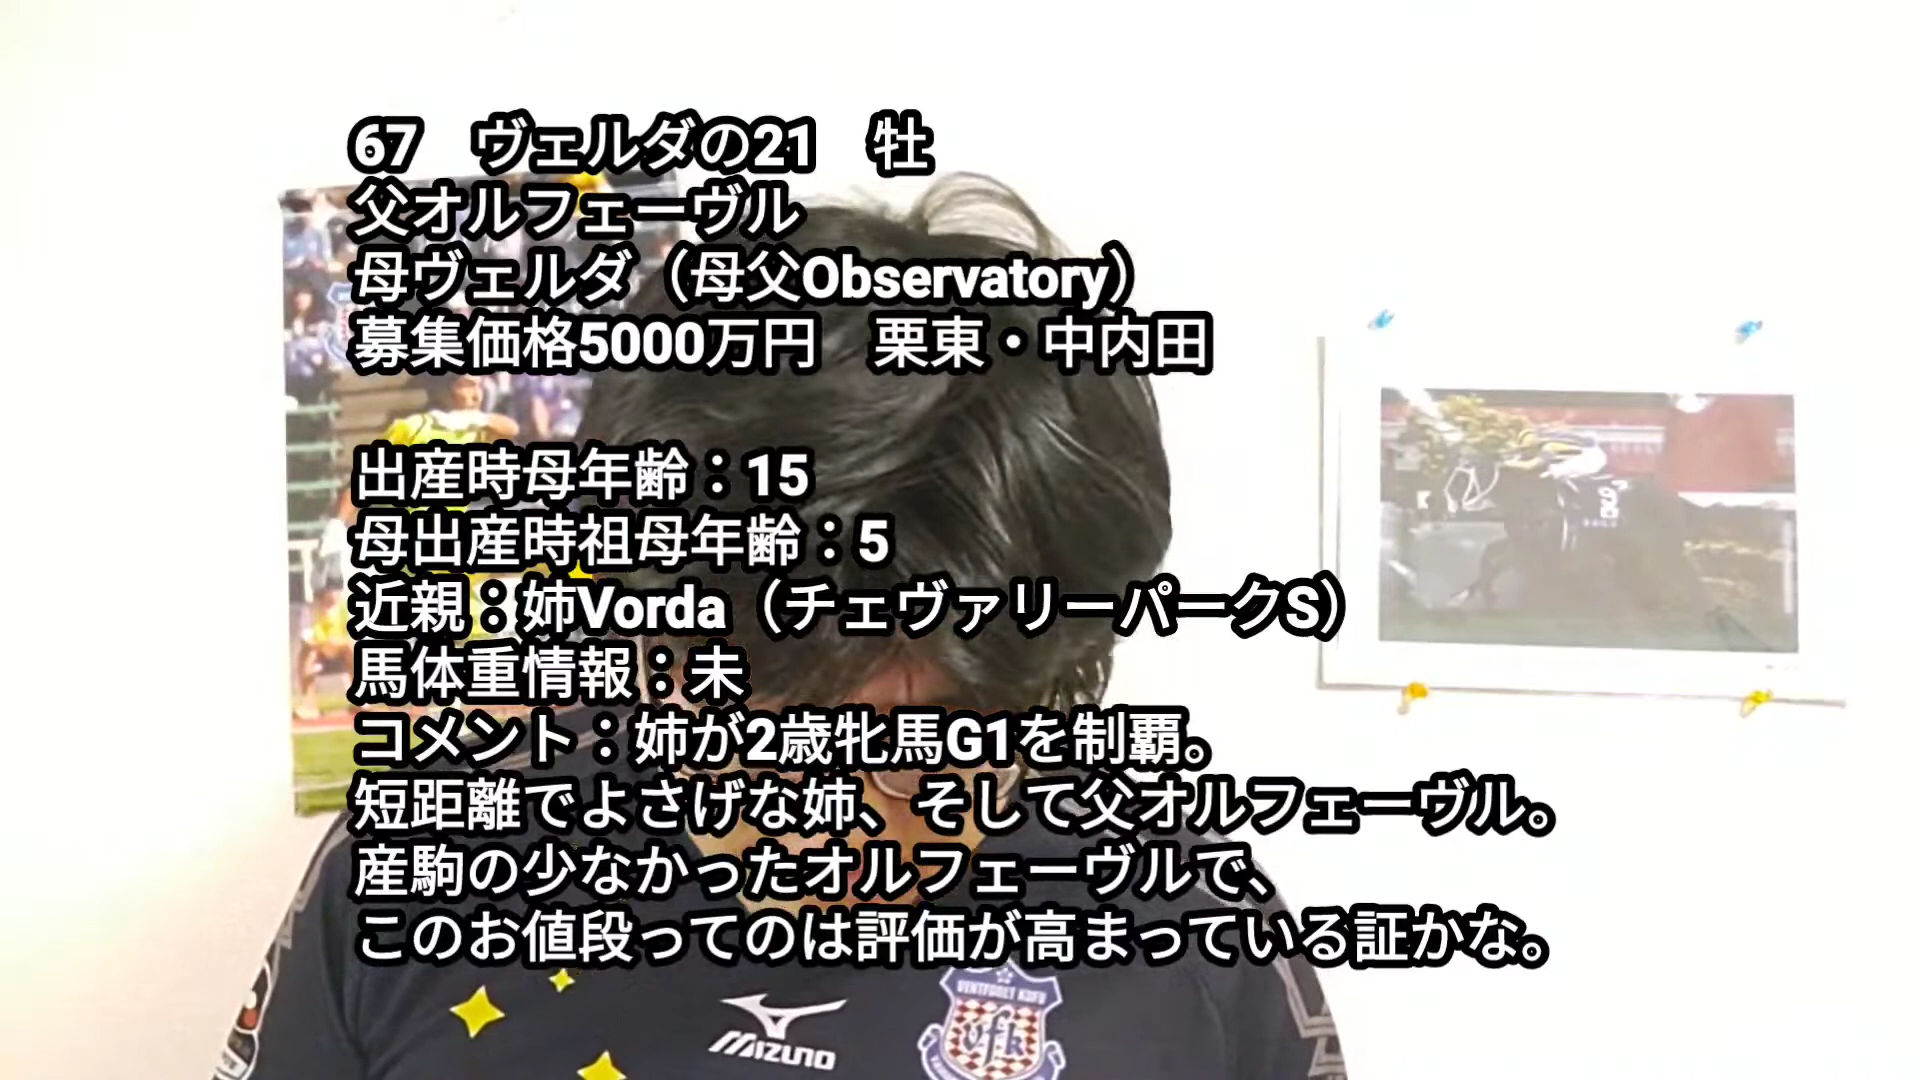 67　ヴェルダの21　牡
父オルフェーヴル
母ヴェルダ（母父Observatory）
募集価格5000万円　栗東・中内田
出産時母年齢：15
母出産時祖母年齢：5
近親：姉Vorda（チェヴァリーパークS）
馬体重情報：未
コメント：姉が2歳牝馬G1を制覇。
短距離でよさげな姉、そして父オルフェーヴル。
産駒の少なかったオルフェーヴルで、
このお値段ってのは評価が高まっている証かな。
MIZUNO
VENTFORET KOFU
vfk